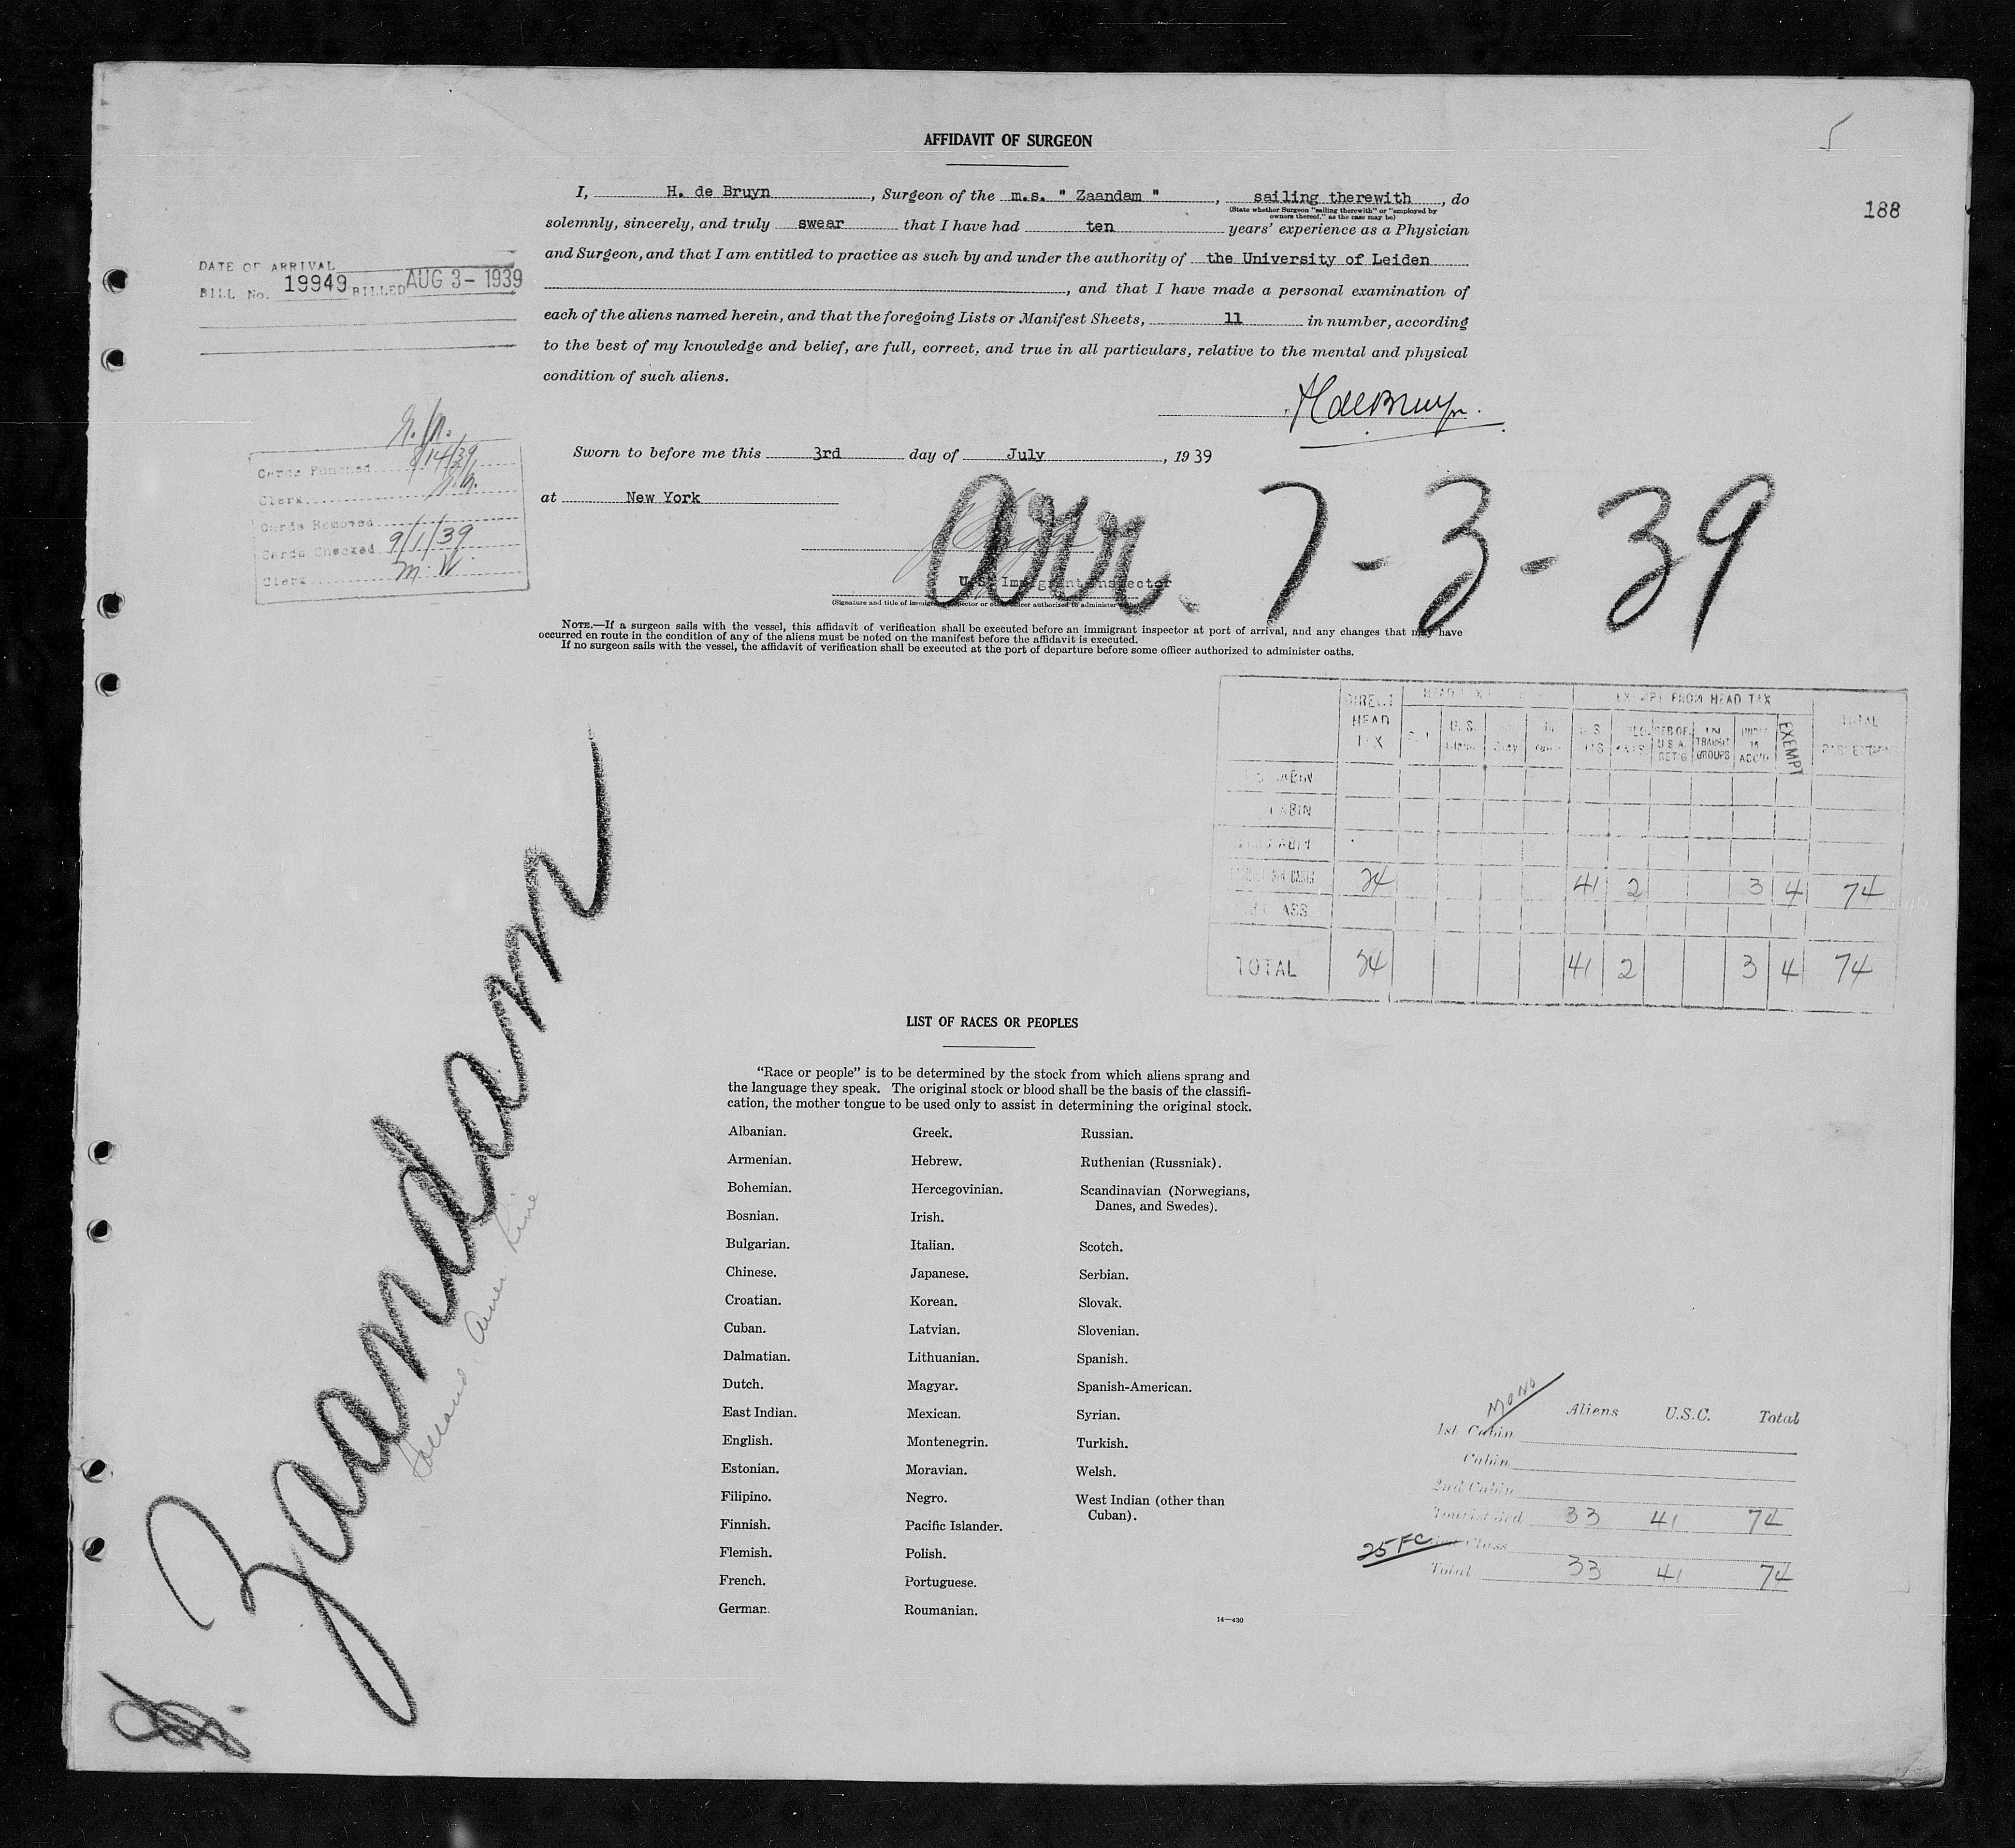 5
AFFIDAVIT OF SURGEON
I, H. de Bruyn, Surgeon of the m.s. " Zaandam ", sailing therewith, do
(State whether Surgeon "sailing therewith" or "employed by
owners thereof," as the case may be)
188
solemnly, sincerely, and truly swear that I have had ten years' experience as a Physician
and Surgeon, and that I am entitled to practice as such by and under the authority of the University of Leiden
, and that I have made a personal examination of
each of the aliens named herein, and that the foregoing Lists or Manifest Sheets, 11 in number, according
to the best of my knowledge and belief, are full, correct, and true in all particulars, relative to the mental and physical
condition of such aliens.
DATE OF ARRIVAL
BILL No. 19949 BILLED AUG 3- 1939
H de Bruyn.
Sworn to before me this 3rd day of July, 1939
at New York
Arr. 7-3-39
U.S. Immigrant Inspector
(Signature and title of immigrant inspector or other officer authorized to administer
Cards Punched 8/14/39
Clerk
Cards Removed
Cards Checked 9/1/39
Clerk
NOTE.—If a surgeon sails with the vessel, this affidavit of verification shall be executed before an immigrant inspector at port of arrival, and any changes that may have
occurred en route in the condition of any of the aliens must be noted on the manifest before the affidavit is executed.
If no surgeon sails with the vessel, the affidavit of verification shall be executed at the port of departure before some officer authorized to administer oaths.
DIRECT HEAD TAX
EXEMPT FROM HEAD TAX
TRANSIT GROUPS
EXEMPT
TOTAL
CABIN
41 2 3 4 74
TOTAL 41 2 3 4 74
Zaandam
Holland Amer. Line
LIST OF RACES OR PEOPLES
"Race or people" is to be determined by the stock from which aliens sprang and
the language they speak. The original stock or blood shall be the basis of the classifi-
cation, the mother tongue to be used only to assist in determining the original stock.
Albanian.
Armenian.
Bohemian.
Bosnian.
Bulgarian.
Chinese.
Croatian.
Cuban.
Dalmatian.
Dutch.
East Indian.
English.
Estonian.
Filipino.
Finnish.
Flemish.
French.
German.
Greek.
Hebrew.
Hercegovinian.
Irish.
Italian.
Japanese.
Korean.
Latvian.
Lithuanian.
Magyar.
Mexican.
Montenegrin.
Moravian.
Negro.
Pacific Islander.
Polish.
Portuguese.
Roumanian.
Russian.
Ruthenian (Russniak).
Scandinavian (Norwegians,
Danes, and Swedes).
Scotch.
Serbian.
Slovak.
Slovenian.
Spanish.
Spanish-American.
Syrian.
Turkish.
Welsh.
West Indian (other than
Cuban).
14—430
MONO
Aliens U.S.C. Total
1st Cabin
Cabin
2nd Cabin
Tourist 3rd 33 41 74
25 FC Class
Total 33 41 74